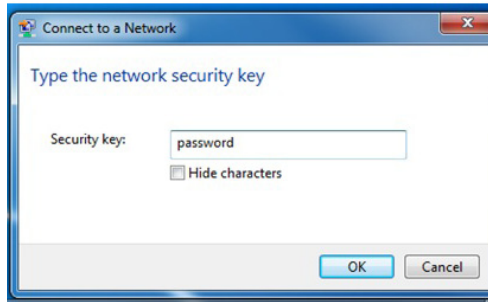 Connect to a Network
Type the network security key
Security key: password
Hide characters
OK Cancel